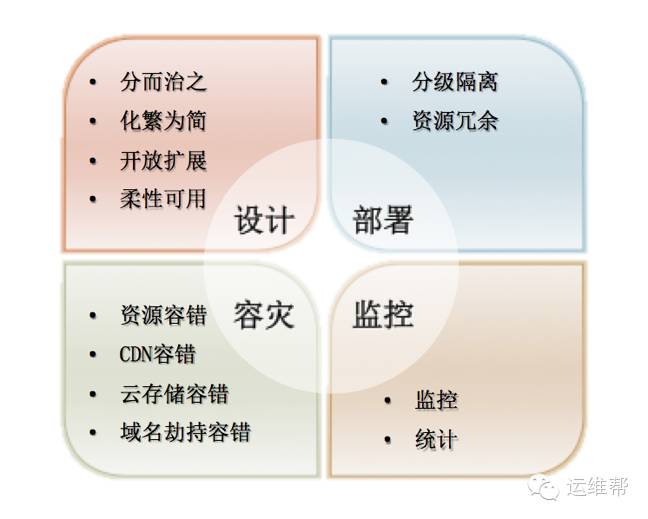 • 分而治之
• 化繁为简
• 开放扩展
• 柔性可用
设计
• 分级隔离
• 资源冗余
部署
容灾
• 资源容错
• CDN容错
• 云存储容错
• 域名劫持容错
监控
• 监控
• 统计
运维帮